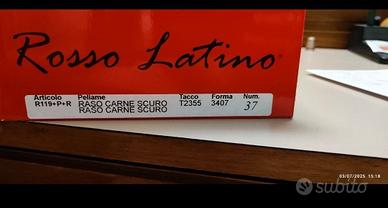 Rosso Latino
Articolo Pellame Tacco Forma Num.
R119+P+R RASO CARNE SCURO T2355 3407 37
RASO CARNE SCURO
03/07/2025 15:18
subito